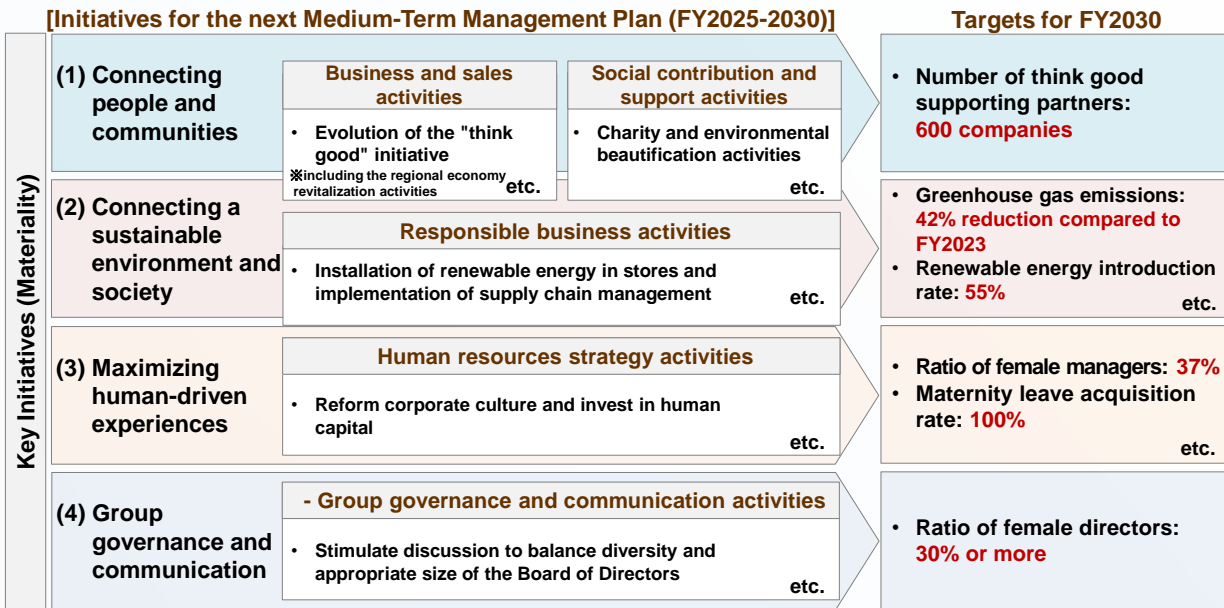 [Initiatives for the next Medium-Term Management Plan (FY2025-2030)]
Targets for FY2030
Key Initiatives (Materiality)
(1) Connecting
people and
communities
Business and sales
activities
• Evolution of the "think
good" initiative
※including the regional economy
revitalization activities
etc.
Social contribution and
support activities
• Charity and environmental
beautification activities
etc.
• Number of think good
supporting partners:
600 companies
(2) Connecting a
sustainable
environment and
society
Responsible business activities
• Installation of renewable energy in stores and
implementation of supply chain management
etc.
• Greenhouse gas emissions:
42% reduction compared to
FY2023
• Renewable energy introduction
rate: 55%
etc.
(3) Maximizing
human-driven
experiences
Human resources strategy activities
• Reform corporate culture and invest in human
capital
etc.
• Ratio of female managers: 37%
• Maternity leave acquisition
rate: 100%
etc.
(4) Group
governance and
communication
- Group governance and communication activities
• Stimulate discussion to balance diversity and
appropriate size of the Board of Directors
etc.
• Ratio of female directors:
30% or more